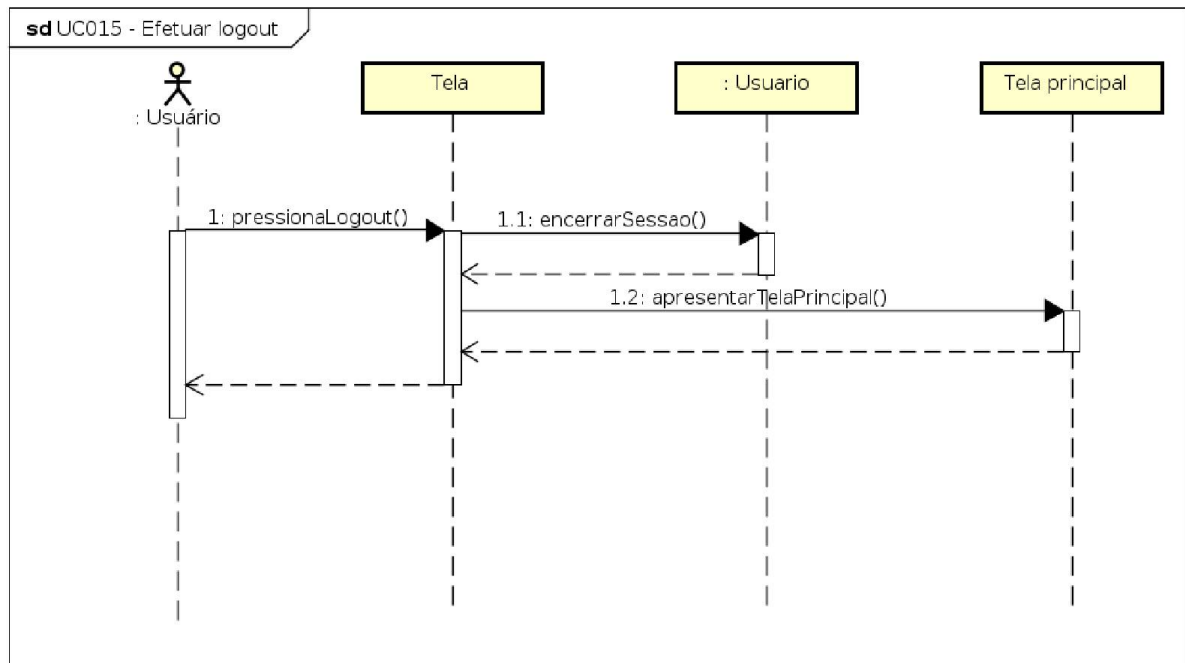 sd UC015 - Efetuar logout
: Usuário
Tela
: Usuario
Tela principal
1: pressionaLogout()
1.1: encerrarSessao()
1.2: apresentarTelaPrincipal()